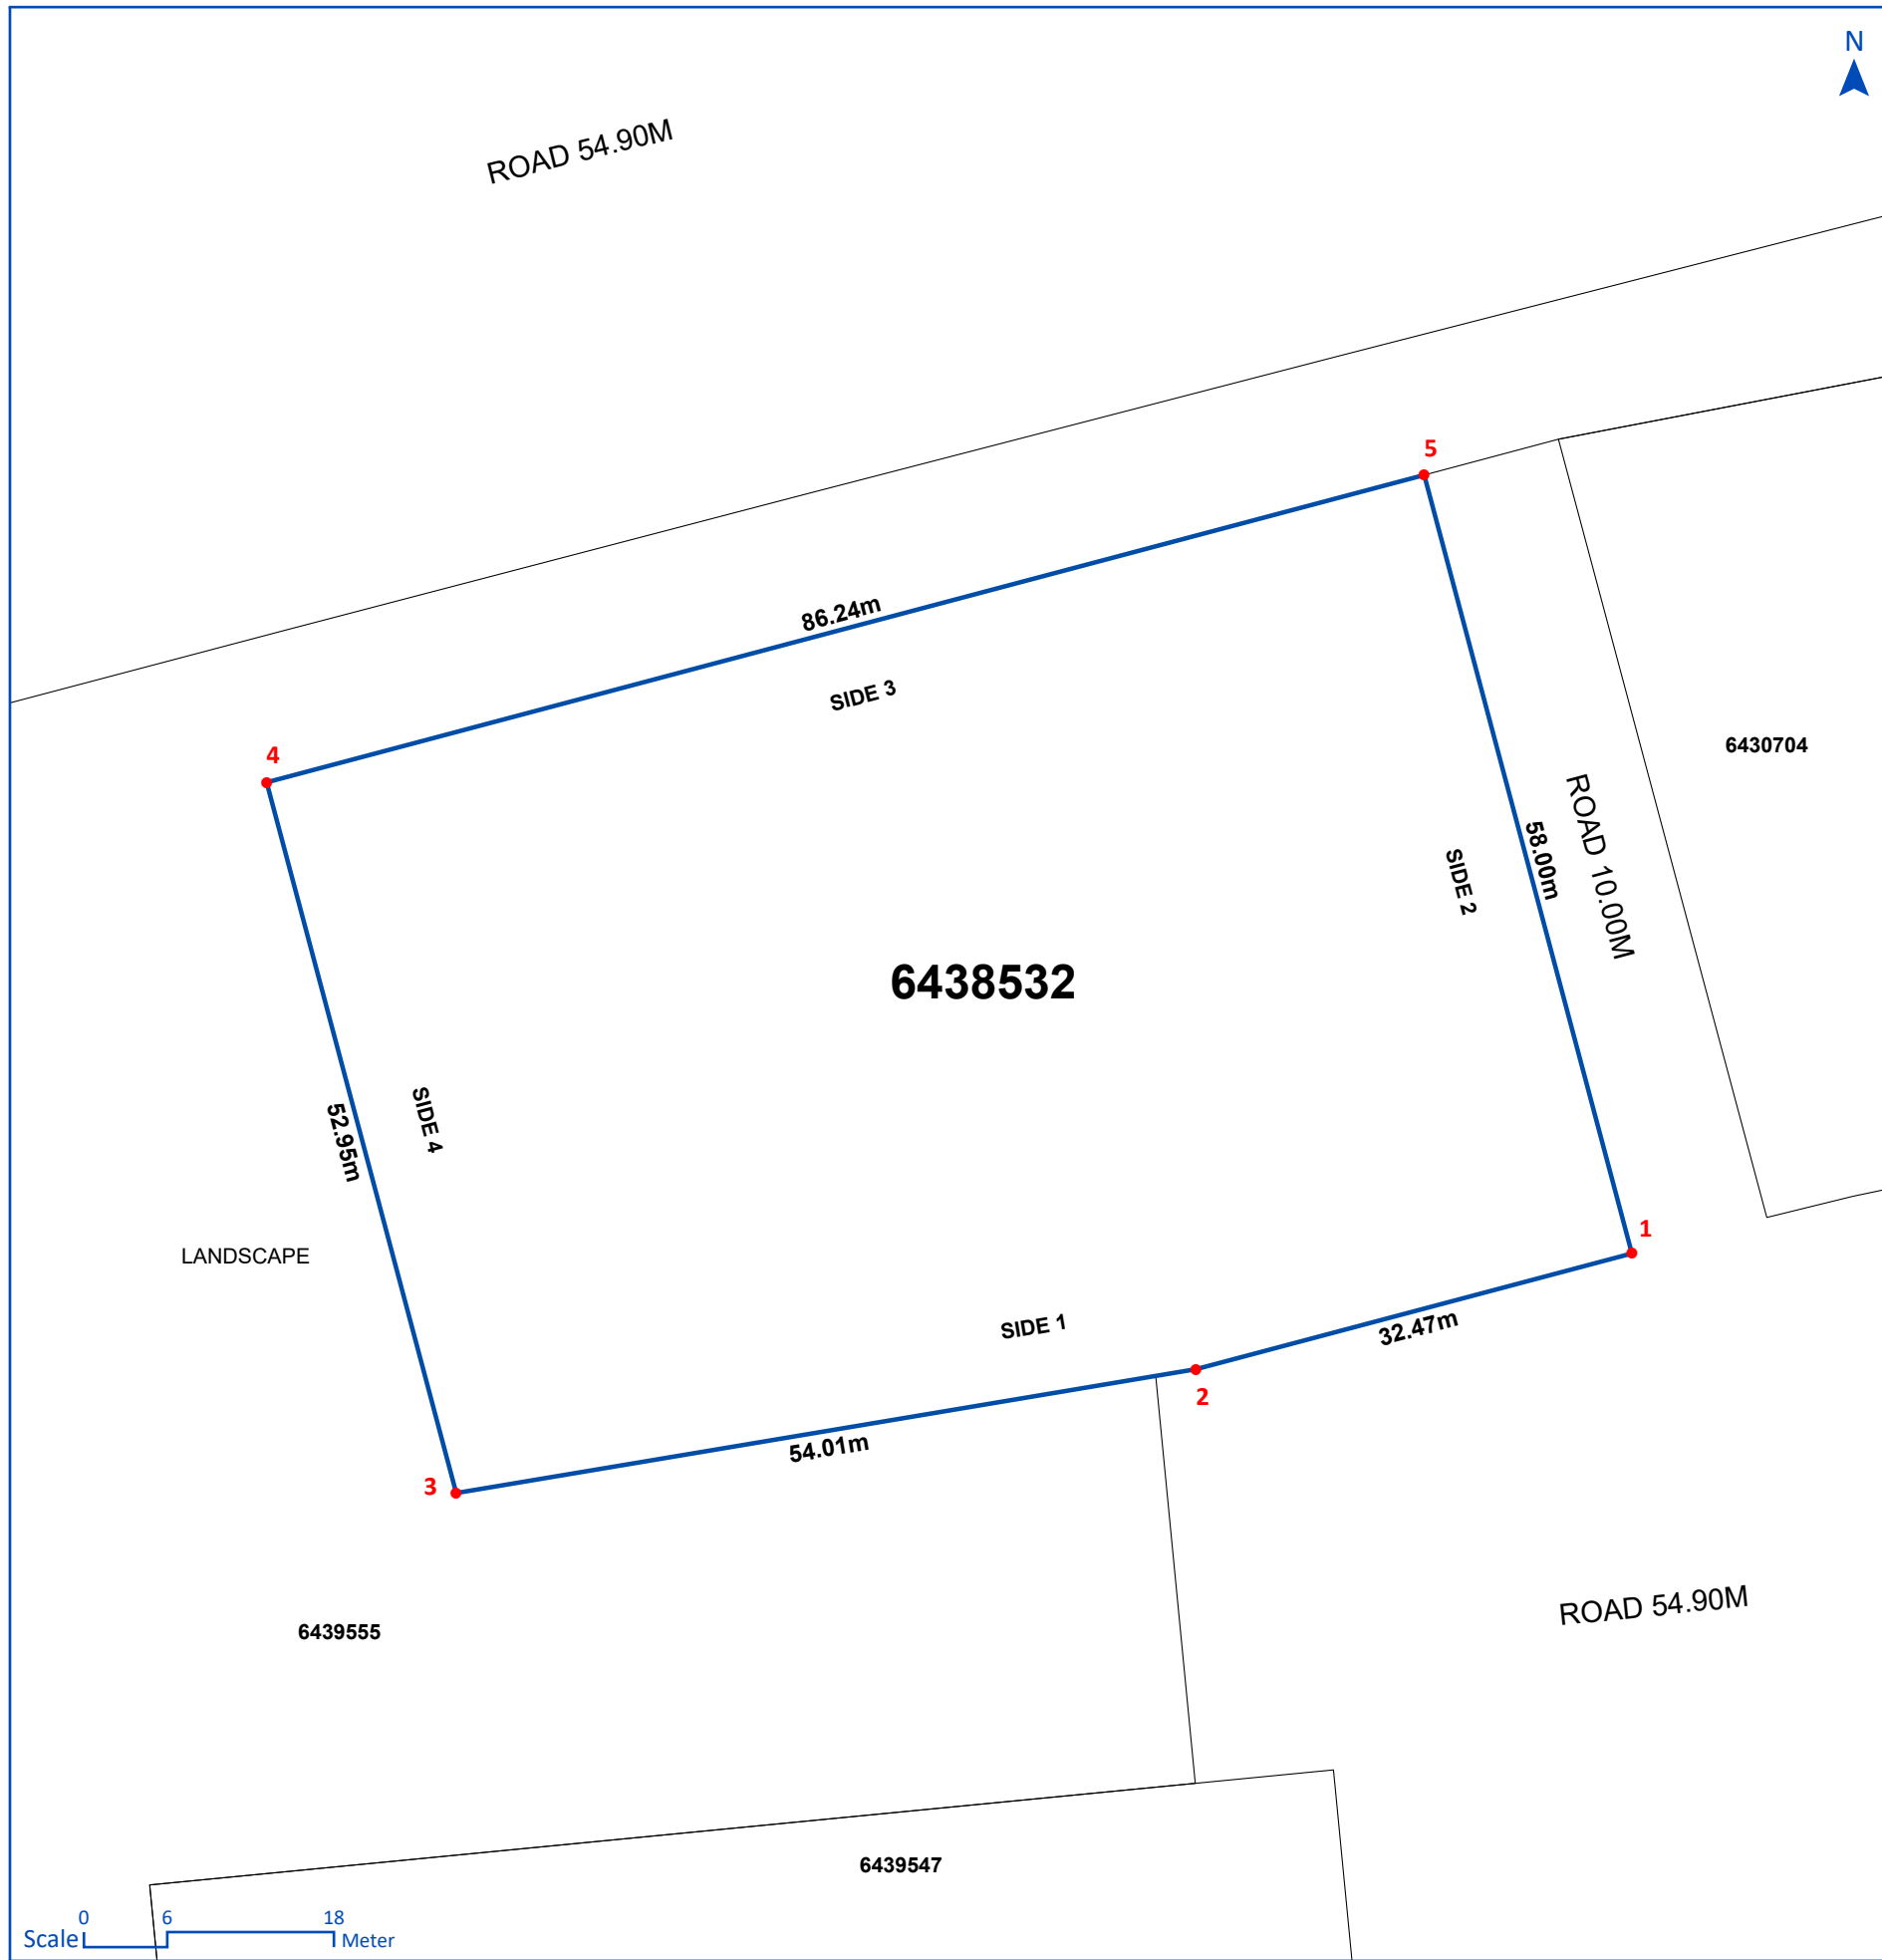 N
ROAD 54.90M
5
86.24m
SIDE 3
4
6430704
ROAD 10.00M
58.00m
SIDE 2
6438532
SIDE 4
52.95m
1
LANDSCAPE
SIDE 1
32.47m
2
54.01m
3
ROAD 54.90M
6439555
6439547
0 6 18
Scale Meter